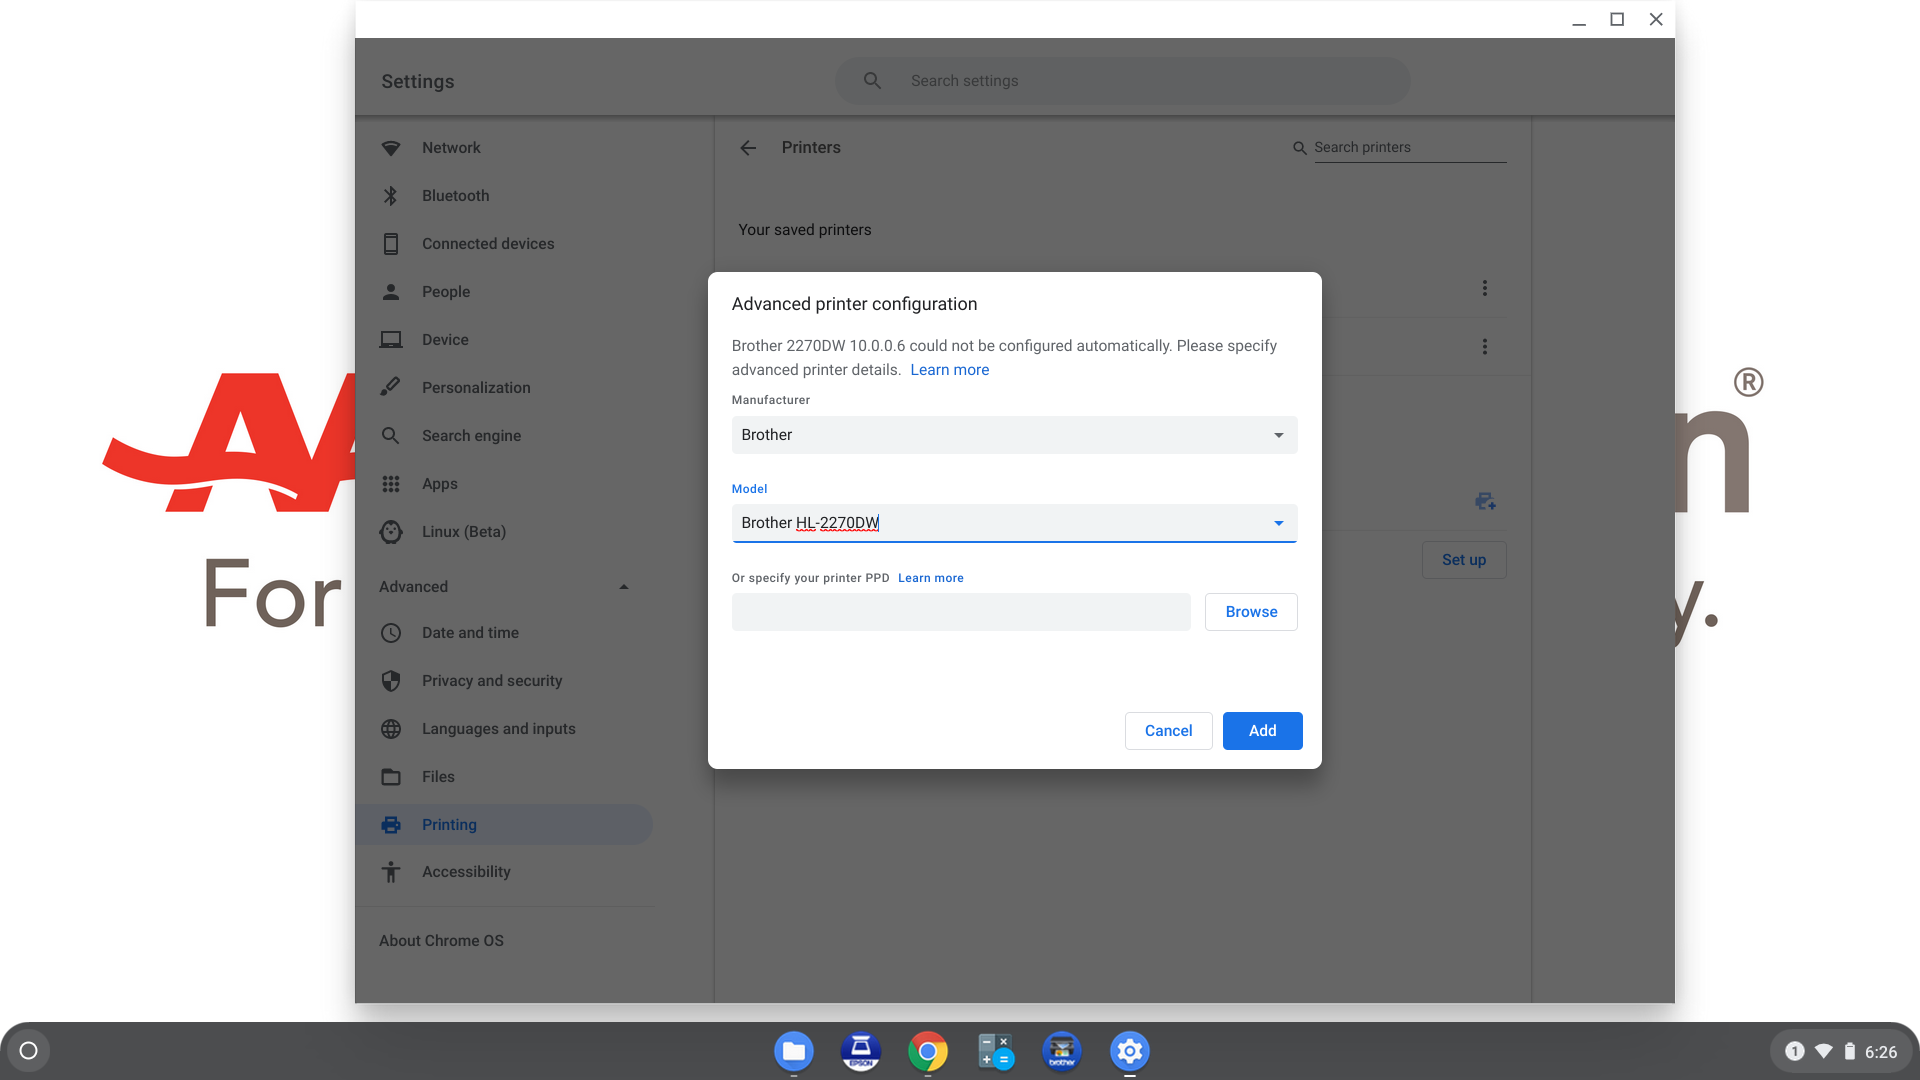 Settings
Search settings
Network
Bluetooth
Connected devices
People
Device
Personalization
Search engine
Apps
Linux (Beta)
Advanced
Date and time
Privacy and security
Languages and inputs
Files
Printing
Accessibility
About Chrome OS
Printers
Search printers
Your saved printers
Advanced printer configuration
Brother 2270DW 10.0.0.6 could not be configured automatically. Please specify
advanced printer details. Learn more
Manufacturer
Brother
Model
Brother HL-2270DW
Or specify your printer PPD Learn more
Browse
Cancel
Add
Set up
A
n®
For
y.
EPSON
brother
1
6:26